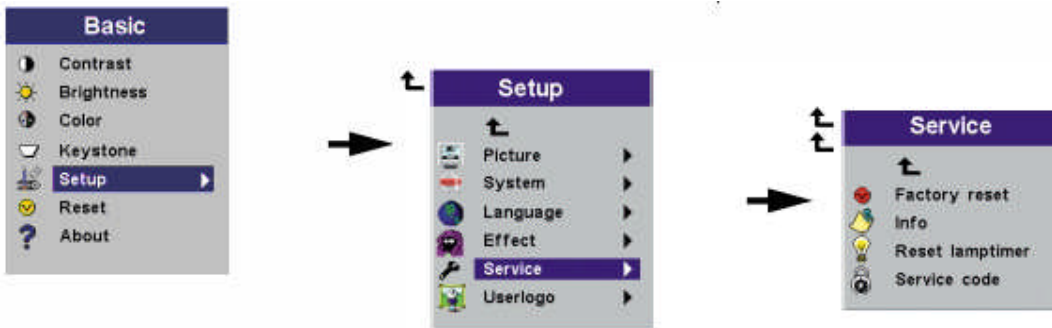 Basic
Contrast
Brightness
Color
Keystone
Setup
Reset
About
Setup
Picture
System
Language
Effect
Service
Userlogo
Service
Factory reset
Info
Reset lamptimer
Service code